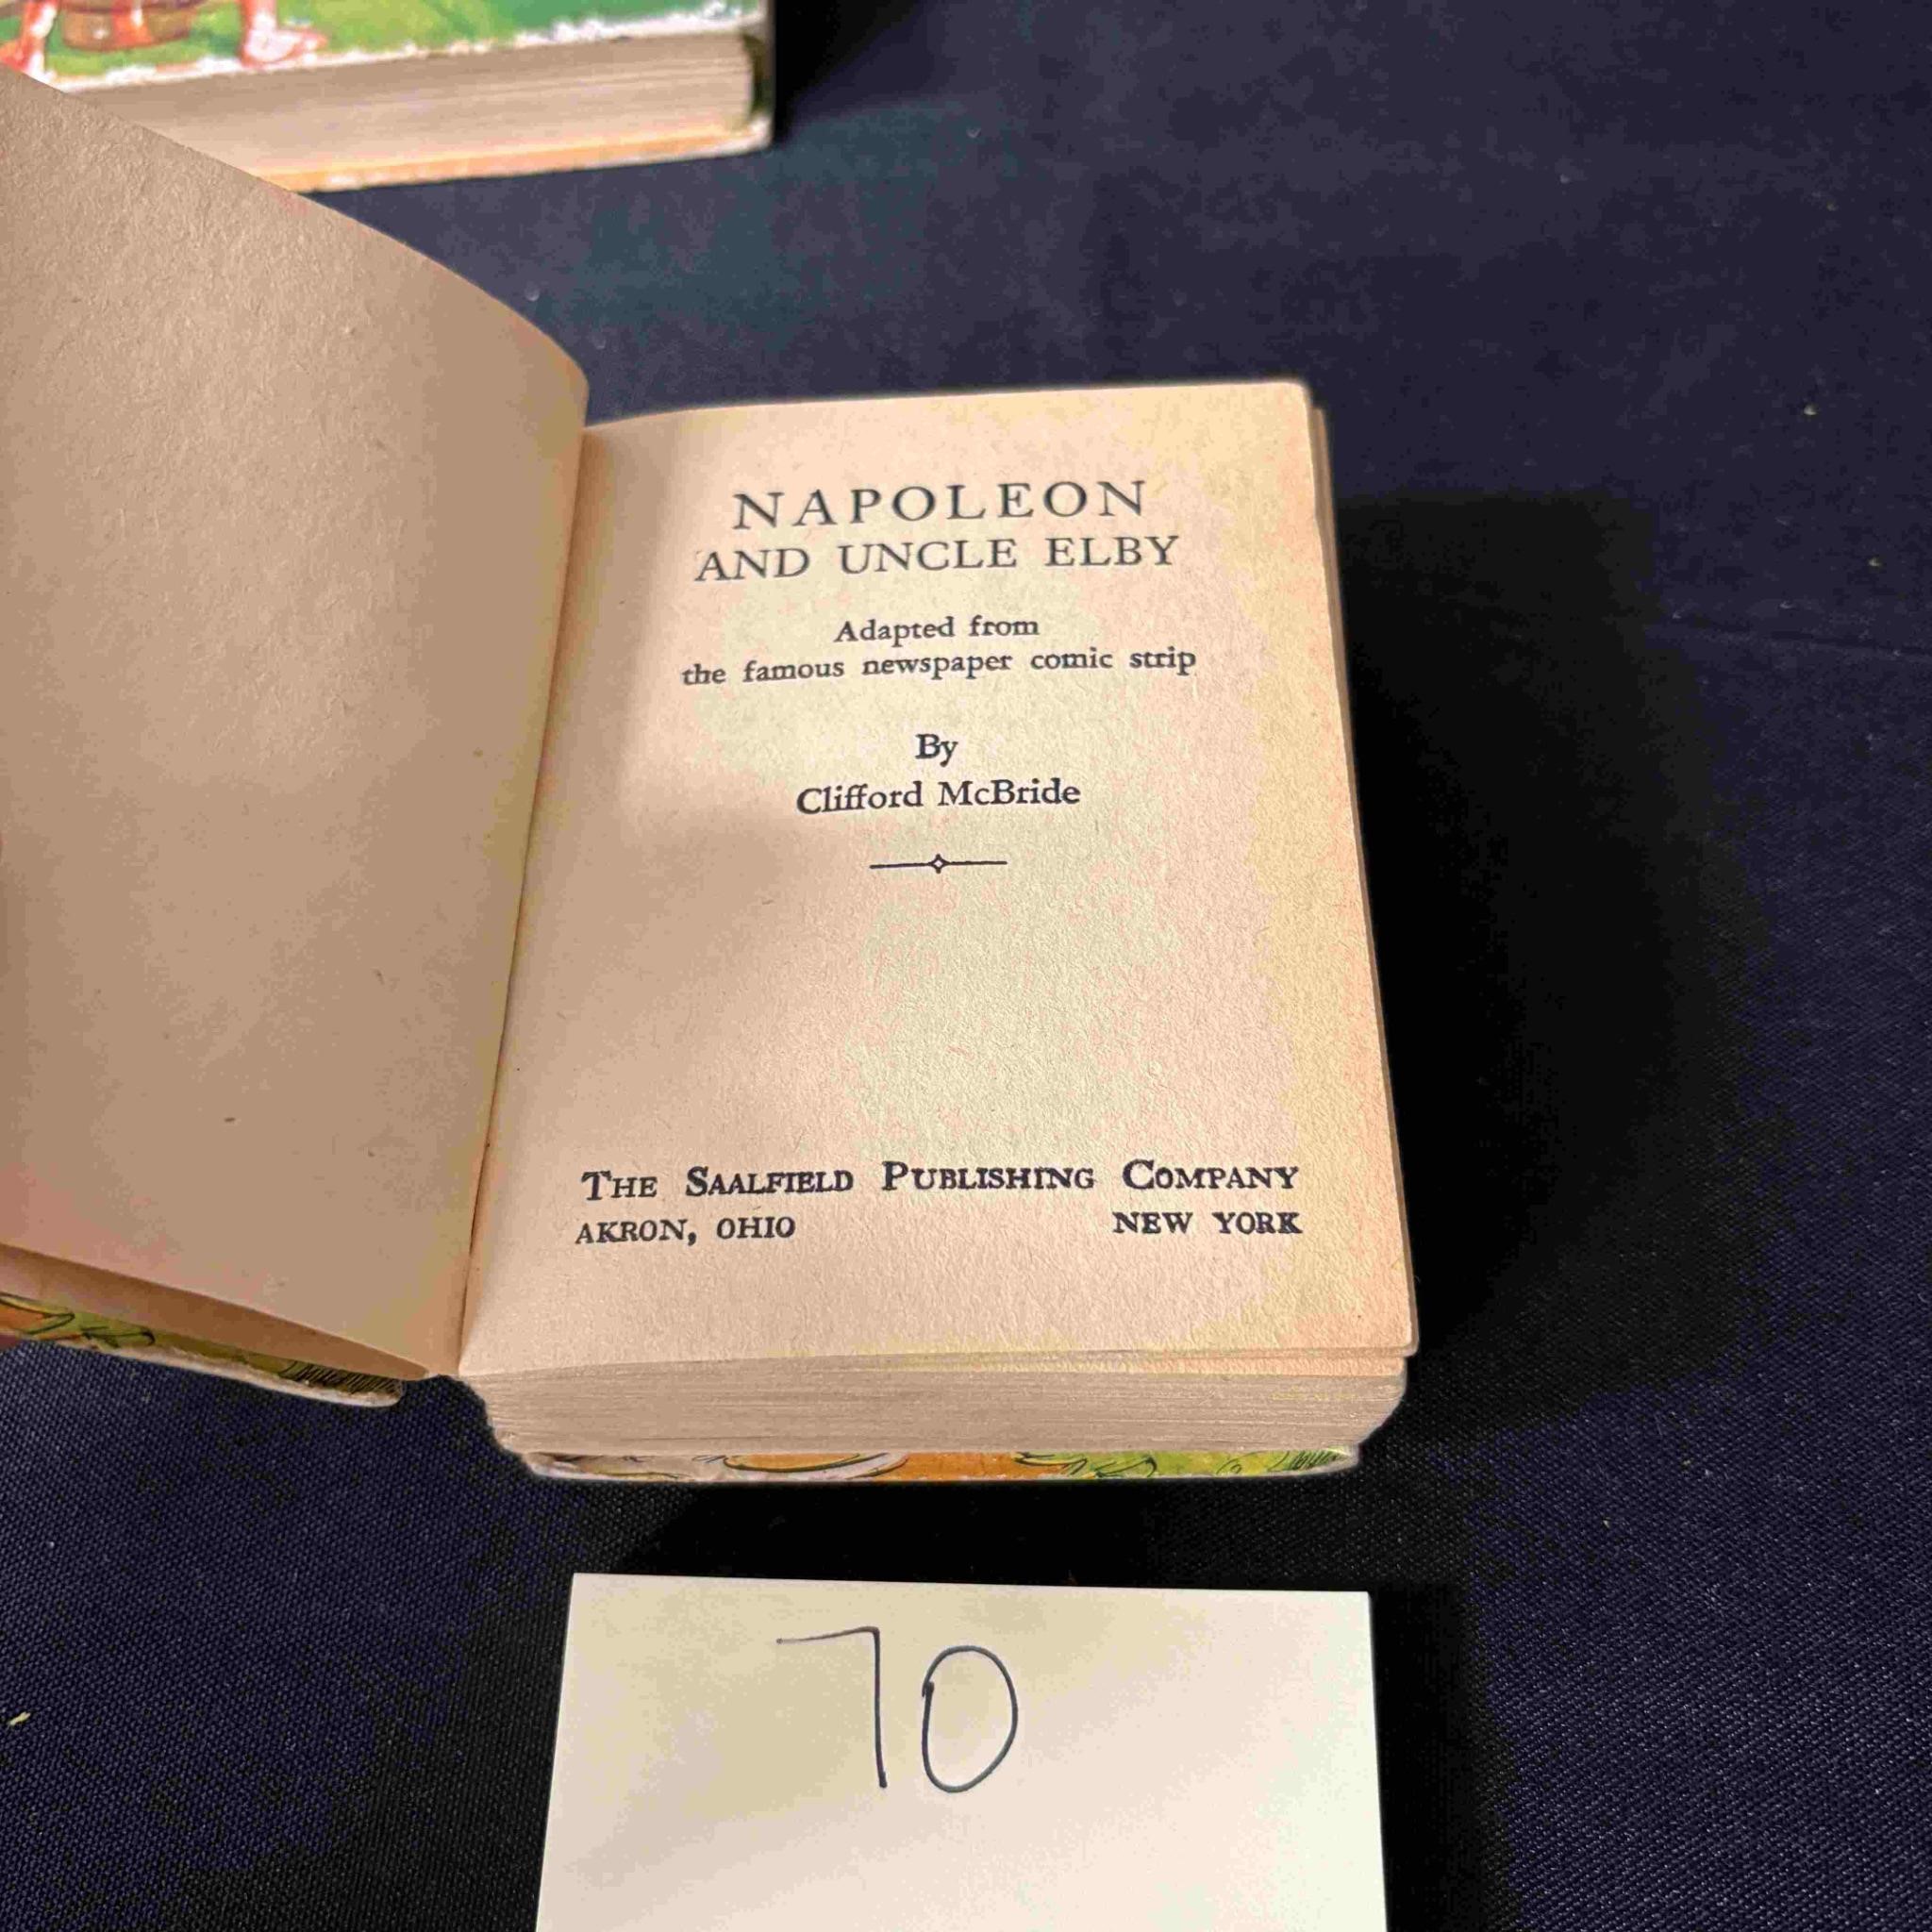 NAPOLEON
AND UNCLE ELBY
Adapted from
the famous newspaper comic strip
By
Clifford McBride
THE SAALFIELD PUBLISHING COMPANY
AKRON, OHIO NEW YORK
70